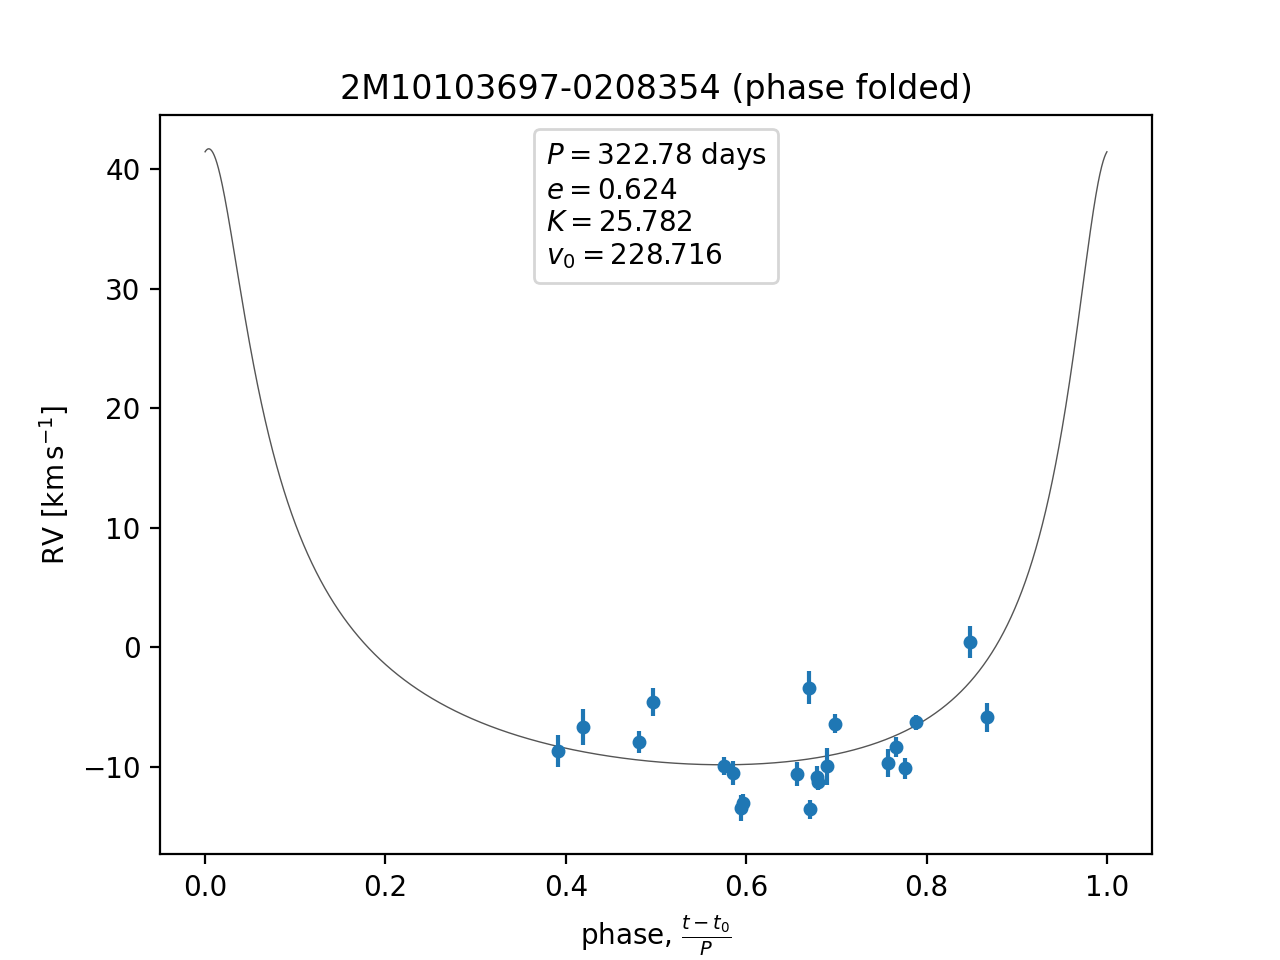 2M10103697-0208354 (phase folded)
P = 322.78 days
e = 0.624
K = 25.782
v₀ = 228.716
40
30
20
10
0
−10
RV [km s⁻¹]
0.0 0.2 0.4 0.6 0.8 1.0
phase, (t − t₀)/P